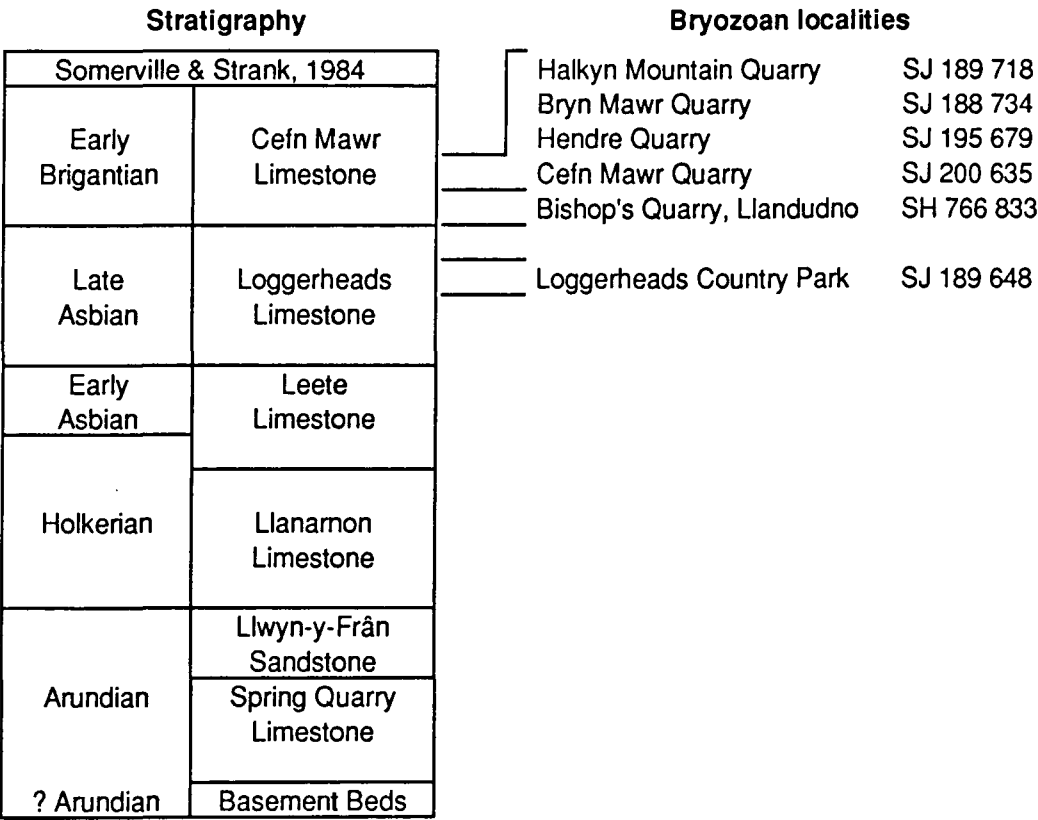 Stratigraphy
Somerville & Strank, 1984
Early
Brigantian
Cefn Mawr
Limestone
Late
Asbian
Loggerheads
Limestone
Early
Asbian
Leete
Limestone
Holkerian
Llanarnon
Limestone
Arundian
Llwyn-y-Frân
Sandstone
Spring Quarry
Limestone
? Arundian
Basement Beds
Bryozoan localities
Halkyn Mountain Quarry SJ 189 718
Bryn Mawr Quarry SJ 188 734
Hendre Quarry SJ 195 679
Cefn Mawr Quarry SJ 200 635
Bishop's Quarry, Llandudno SH 766 833
Loggerheads Country Park SJ 189 648